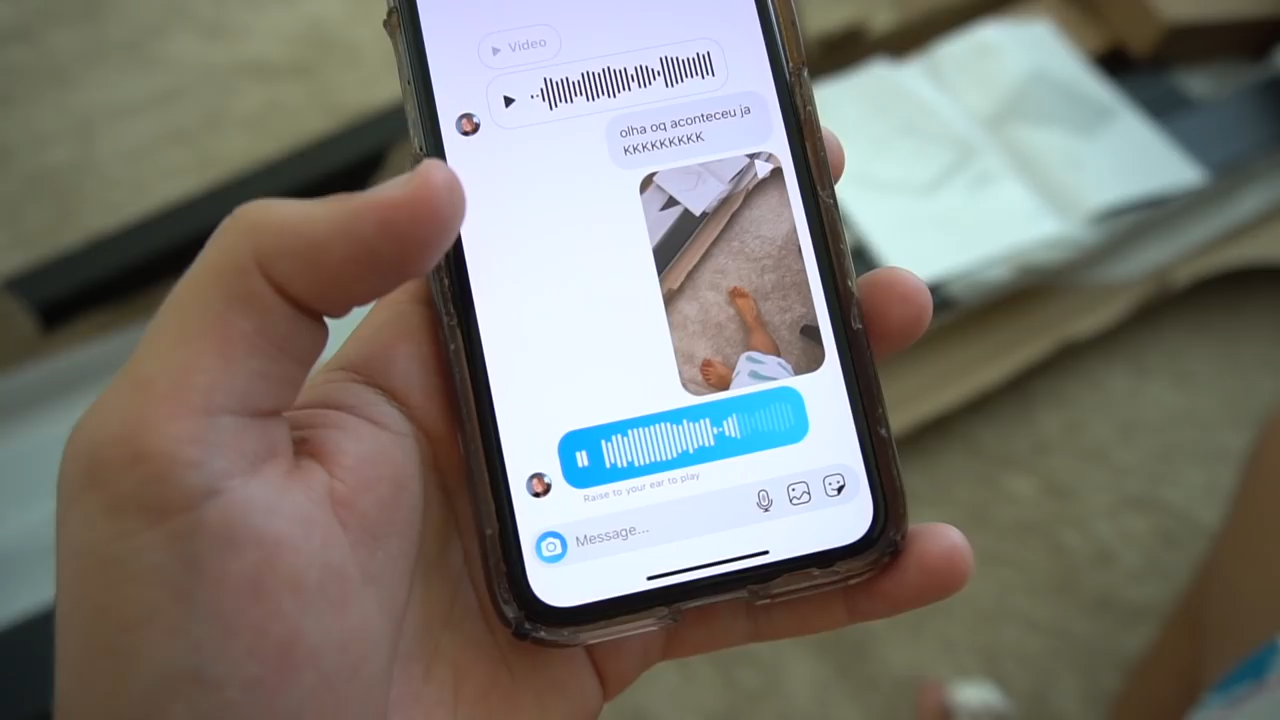 Video
olha oq aconteceu ja
KKKKKKKKK
Raise to your ear to play
Message...